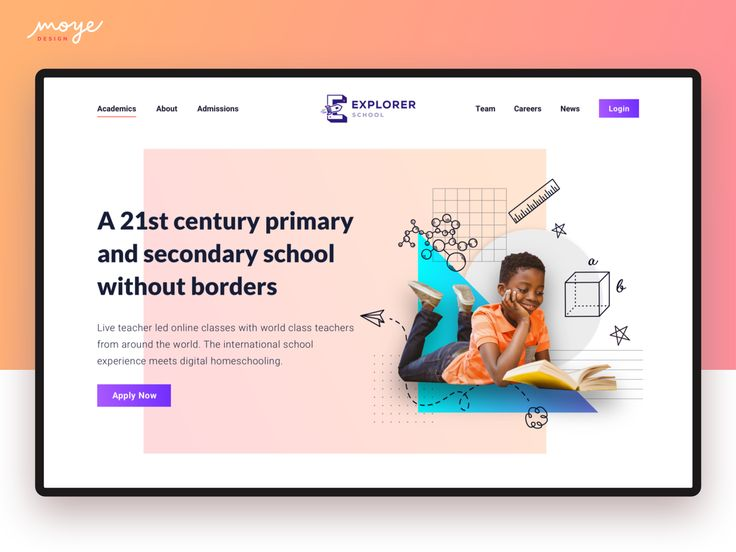 moye
DESIGN
Academics
About
Admissions
EXPLORER
SCHOOL
Team
Careers
News
Login
A 21st century primary
and secondary school
without borders
Live teacher led online classes with world class teachers
from around the world. The international school
experience meets digital homeschooling.
Apply Now
a
b